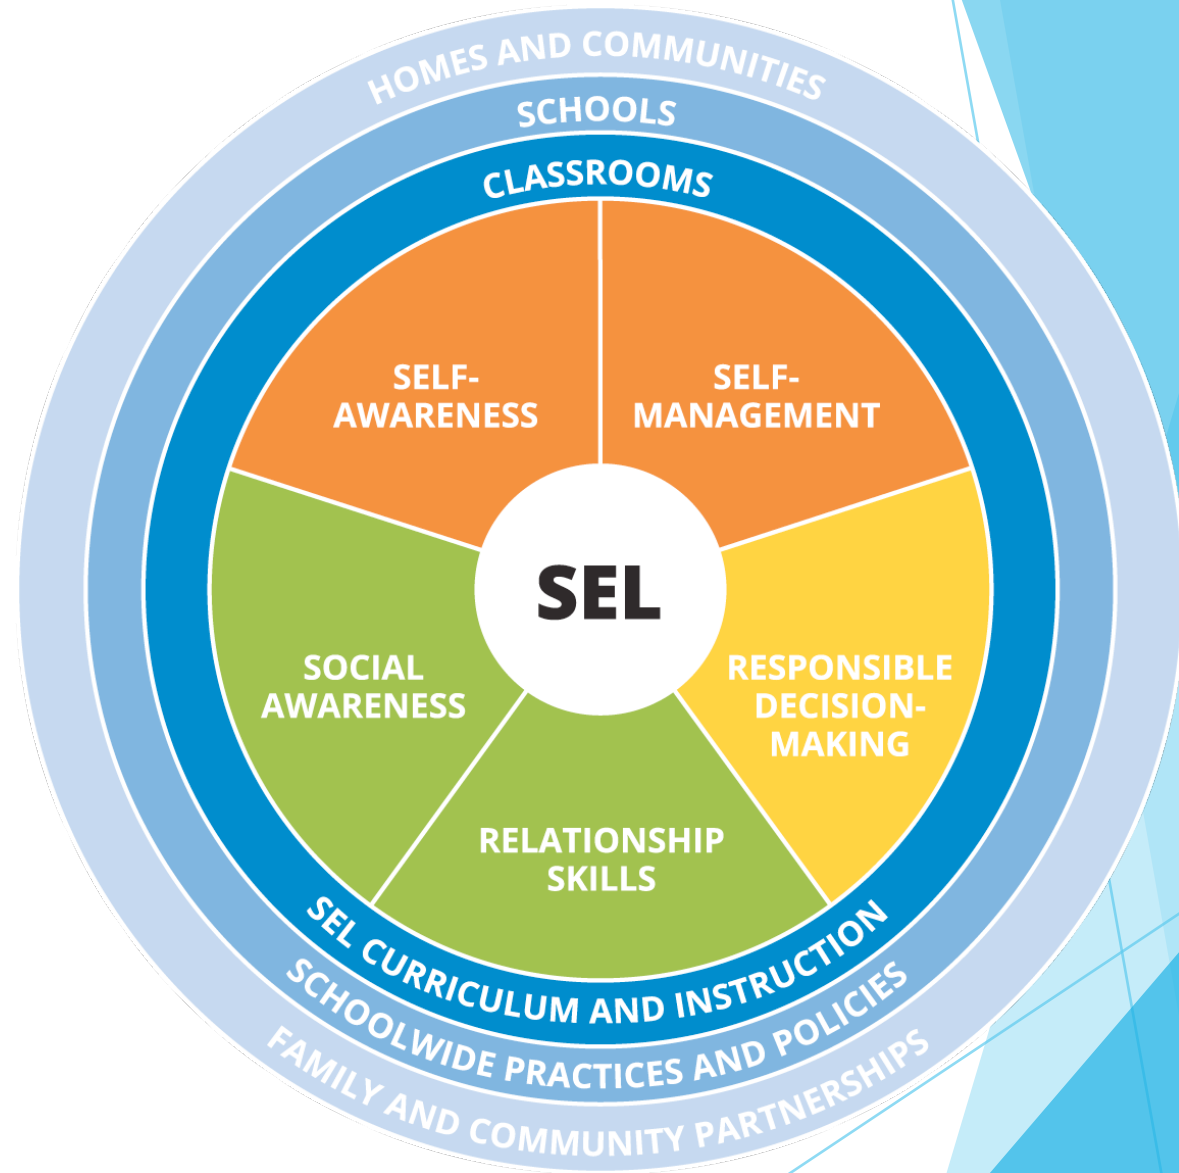 HOMES AND COMMUNITIES
SCHOOLS
CLASSROOMS
SELF-
AWARENESS
SELF-
MANAGEMENT
SEL
SOCIAL
AWARENESS
RESPONSIBLE
DECISION-
MAKING
RELATIONSHIP
SKILLS
SEL CURRICULUM AND INSTRUCTION
SCHOOLWIDE PRACTICES AND POLICIES
FAMILY AND COMMUNITY PARTNERSHIPS